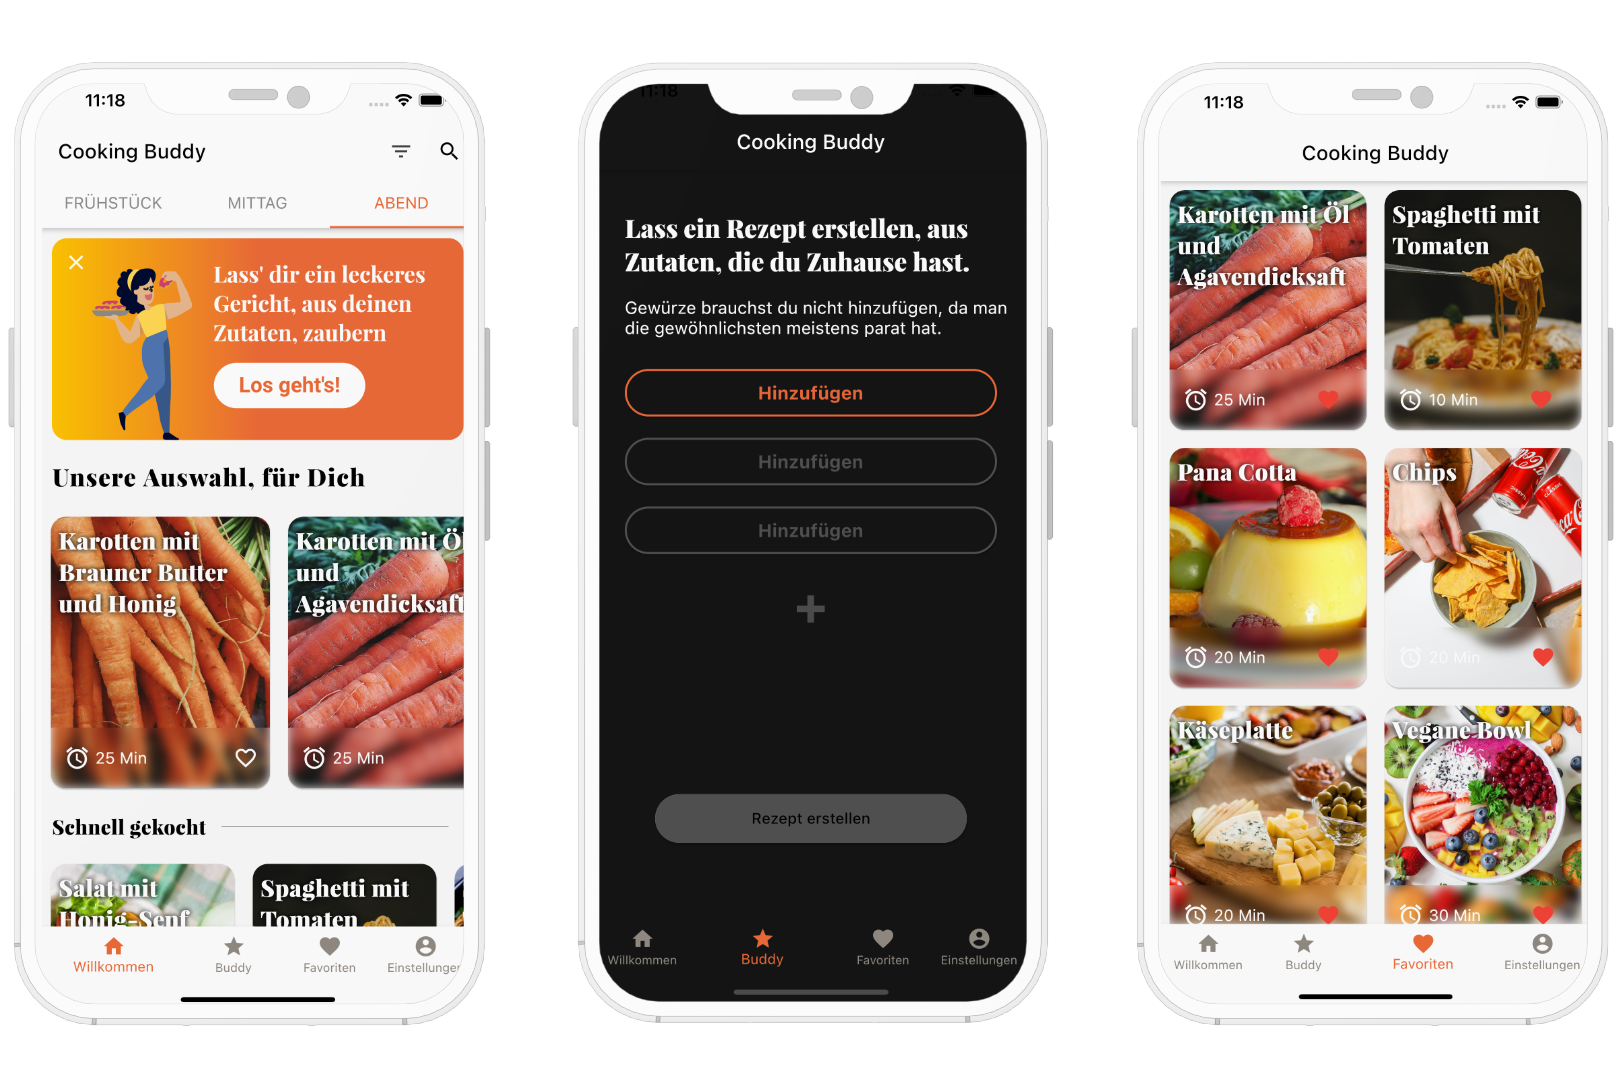 11:18
Cooking Buddy
FRÜHSTÜCK MITTAG ABEND
Lass' dir ein leckeres
Gericht, aus deinen
Zutaten, zaubern
Los geht's!
Unsere Auswahl, für Dich
Karotten mit
Brauner Butter
und Honig
25 Min
Karotten mit Öl
und
Agavendicksaft
25 Min
Schnell gekocht
Salat mit
Honig-Senf
Spaghetti mit
Tomaten
Willkommen Buddy Favoriten Einstellunger
11:18
Cooking Buddy
Lass ein Rezept erstellen, aus
Zutaten, die du Zuhause hast.
Gewürze brauchst du nicht hinzufügen, da man
die gewöhnlichsten meistens parat hat.
Hinzufügen
Hinzufügen
Hinzufügen
Rezept erstellen
Willkommen Buddy Favoriten Einstellungen
11:18
Cooking Buddy
Karotten mit Öl
und
Agavendicksaft
25 Min
Spaghetti mit
Tomaten
10 Min
Pana Cotta
20 Min
Chips
20 Min
Käseplatte
20 Min
Vegane Bowl
30 Min
Willkommen Buddy Favoriten Einstellungen